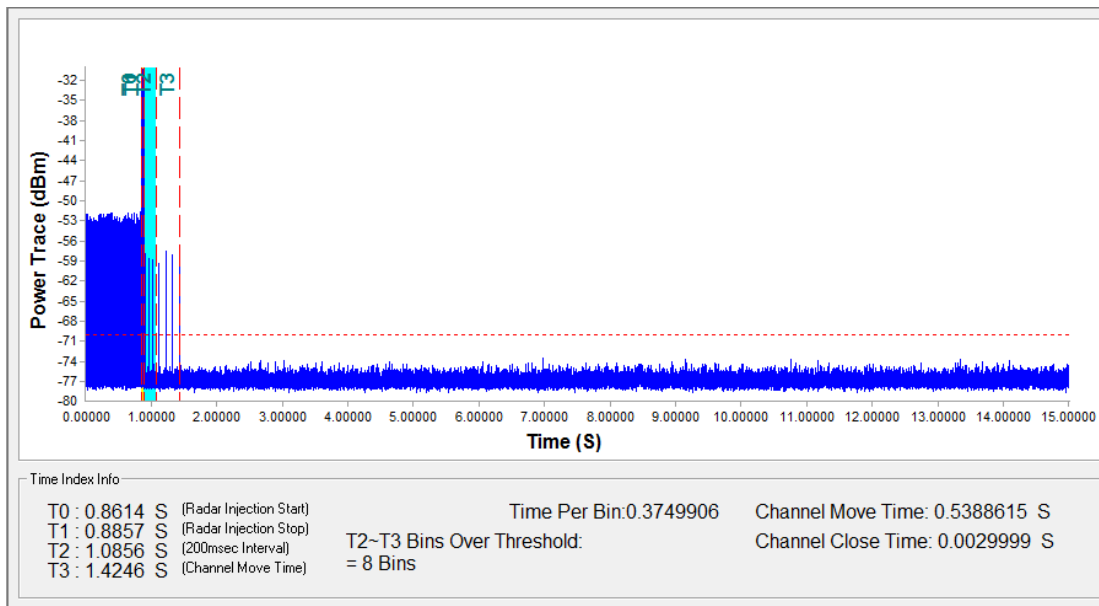 T0 T2 T3
-32
-35
-38
-41
-44
-47
-50
-53
-56
-59
-62
-65
-68
-71
-74
-77
-80
Power Trace (dBm)
0.00000 1.00000 2.00000 3.00000 4.00000 5.00000 6.00000 7.00000 8.00000 9.00000 10.00000 11.00000 12.00000 13.00000 14.00000 15.00000
Time (S)
Time Index Info
T0 : 0.8614 S (Radar Injection Start)
T1 : 0.8857 S (Radar Injection Stop)
T2 : 1.0856 S (200msec Interval)
T3 : 1.4246 S (Channel Move Time)
Time Per Bin:0.3749906
T2~T3 Bins Over Threshold:
= 8 Bins
Channel Move Time: 0.5388615 S
Channel Close Time: 0.0029999 S